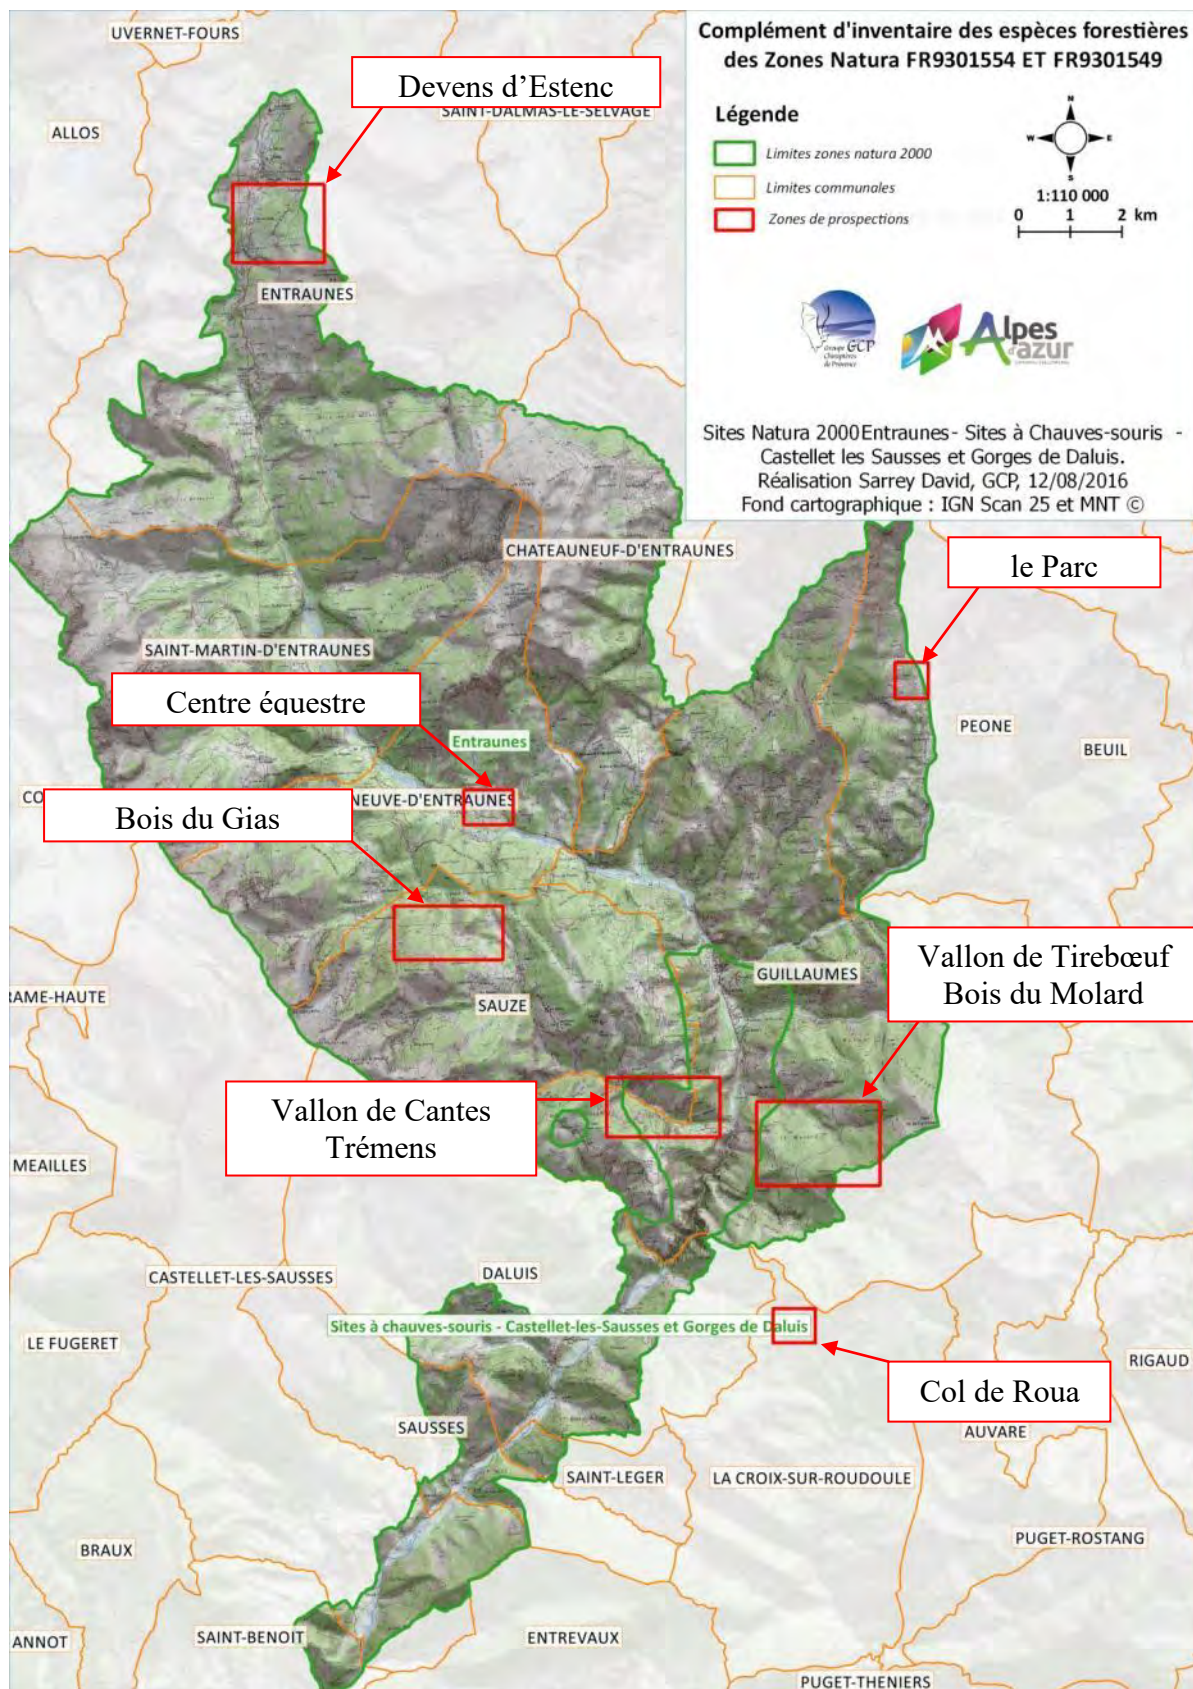 UVERNET-FOURS
Complément d'inventaire des espèces forestières
des Zones Natura FR9301554 ET FR9301549
Devens d’Estenc
SAINT-DALMAS-LE-SELVAGE
ALLOS
Légende
Limites zones natura 2000
Limites communales
Zones de prospections
N
W
E
S
1:110 000
0 1 2 km
ENTRAUNES
Groupe GCP
Chiroptères
de Provence
Alpes
d'azur
Sites Natura 2000Entraunes- Sites à Chauves-souris -
Castellet les Sausses et Gorges de Daluis.
Réalisation Sarrey David, GCP, 12/08/2016
Fond cartographique : IGN Scan 25 et MNT ©
CHATEAUNEUF-D'ENTRAUNES
le Parc
SAINT-MARTIN-D'ENTRAUNES
Centre équestre
PEONE
Entraunes
BEUIL
CO
NEUVE-D'ENTRAUNES
Bois du Gias
GUILLAUMES
Vallon de Tirebœuf
Bois du Molard
RAME-HAUTE
SAUZE
Vallon de Cantes
Trémens
MEAILLES
DALUIS
CASTELLET-LES-SAUSSES
Sites à chauves-souris - Castellet-les-Sausses et Gorges de Daluis
LE FUGERET
RIGAUD
Col de Roua
SAUSSES
AUVARE
SAINT-LEGER
LA CROIX-SUR-ROUDOULE
PUGET-ROSTANG
BRAUX
SAINT-BENOIT
ENTREVAUX
ANNOT
PUGET-THENIERS